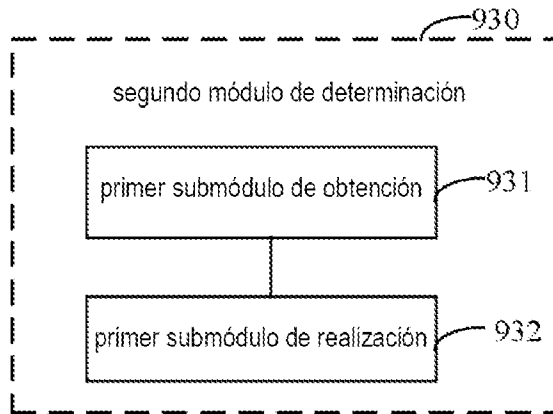 930
segundo módulo de determinación
primer submódulo de obtención
931
primer submódulo de realización
932